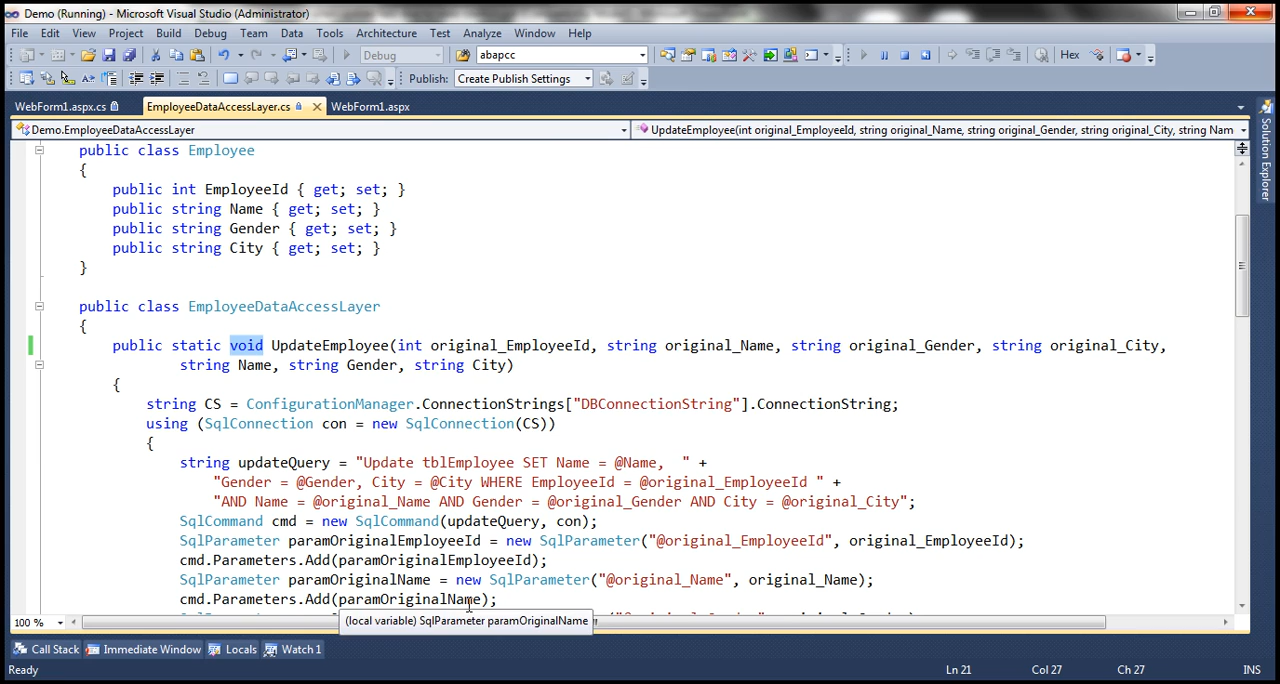 Demo (Running) - Microsoft Visual Studio (Administrator)
File Edit View Project Build Debug Team Data Tools Architecture Test Analyze Window Help
Debug abapcc Hex
Publish: Create Publish Settings
WebForm1.aspx.cs EmployeeDataAccessLayer.cs WebForm1.aspx
Demo.EmployeeDataAccessLayer UpdateEmployee(int original_EmployeeId, string original_Name, string original_Gender, string original_City, string Nam
Solution Explorer
public class Employee
{
public int EmployeeId { get; set; }
public string Name { get; set; }
public string Gender { get; set; }
public string City { get; set; }
}
public class EmployeeDataAccessLayer
{
public static void UpdateEmployee(int original_EmployeeId, string original_Name, string original_Gender, string original_City,
string Name, string Gender, string City)
{
string CS = ConfigurationManager.ConnectionStrings["DBConnectionString"].ConnectionString;
using (SqlConnection con = new SqlConnection(CS))
{
string updateQuery = "Update tblEmployee SET Name = @Name,  " +
"Gender = @Gender, City = @City WHERE EmployeeId = @original_EmployeeId " +
"AND Name = @original_Name AND Gender = @original_Gender AND City = @original_City";
SqlCommand cmd = new SqlCommand(updateQuery, con);
SqlParameter paramOriginalEmployeeId = new SqlParameter("@original_EmployeeId", original_EmployeeId);
cmd.Parameters.Add(paramOriginalEmployeeId);
SqlParameter paramOriginalName = new SqlParameter("@original_Name", original_Name);
cmd.Parameters.Add(paramOriginalName);
100 % (local variable) SqlParameter paramOriginalName
Call Stack Immediate Window Locals Watch 1
Ready Ln 21 Col 27 Ch 27 INS